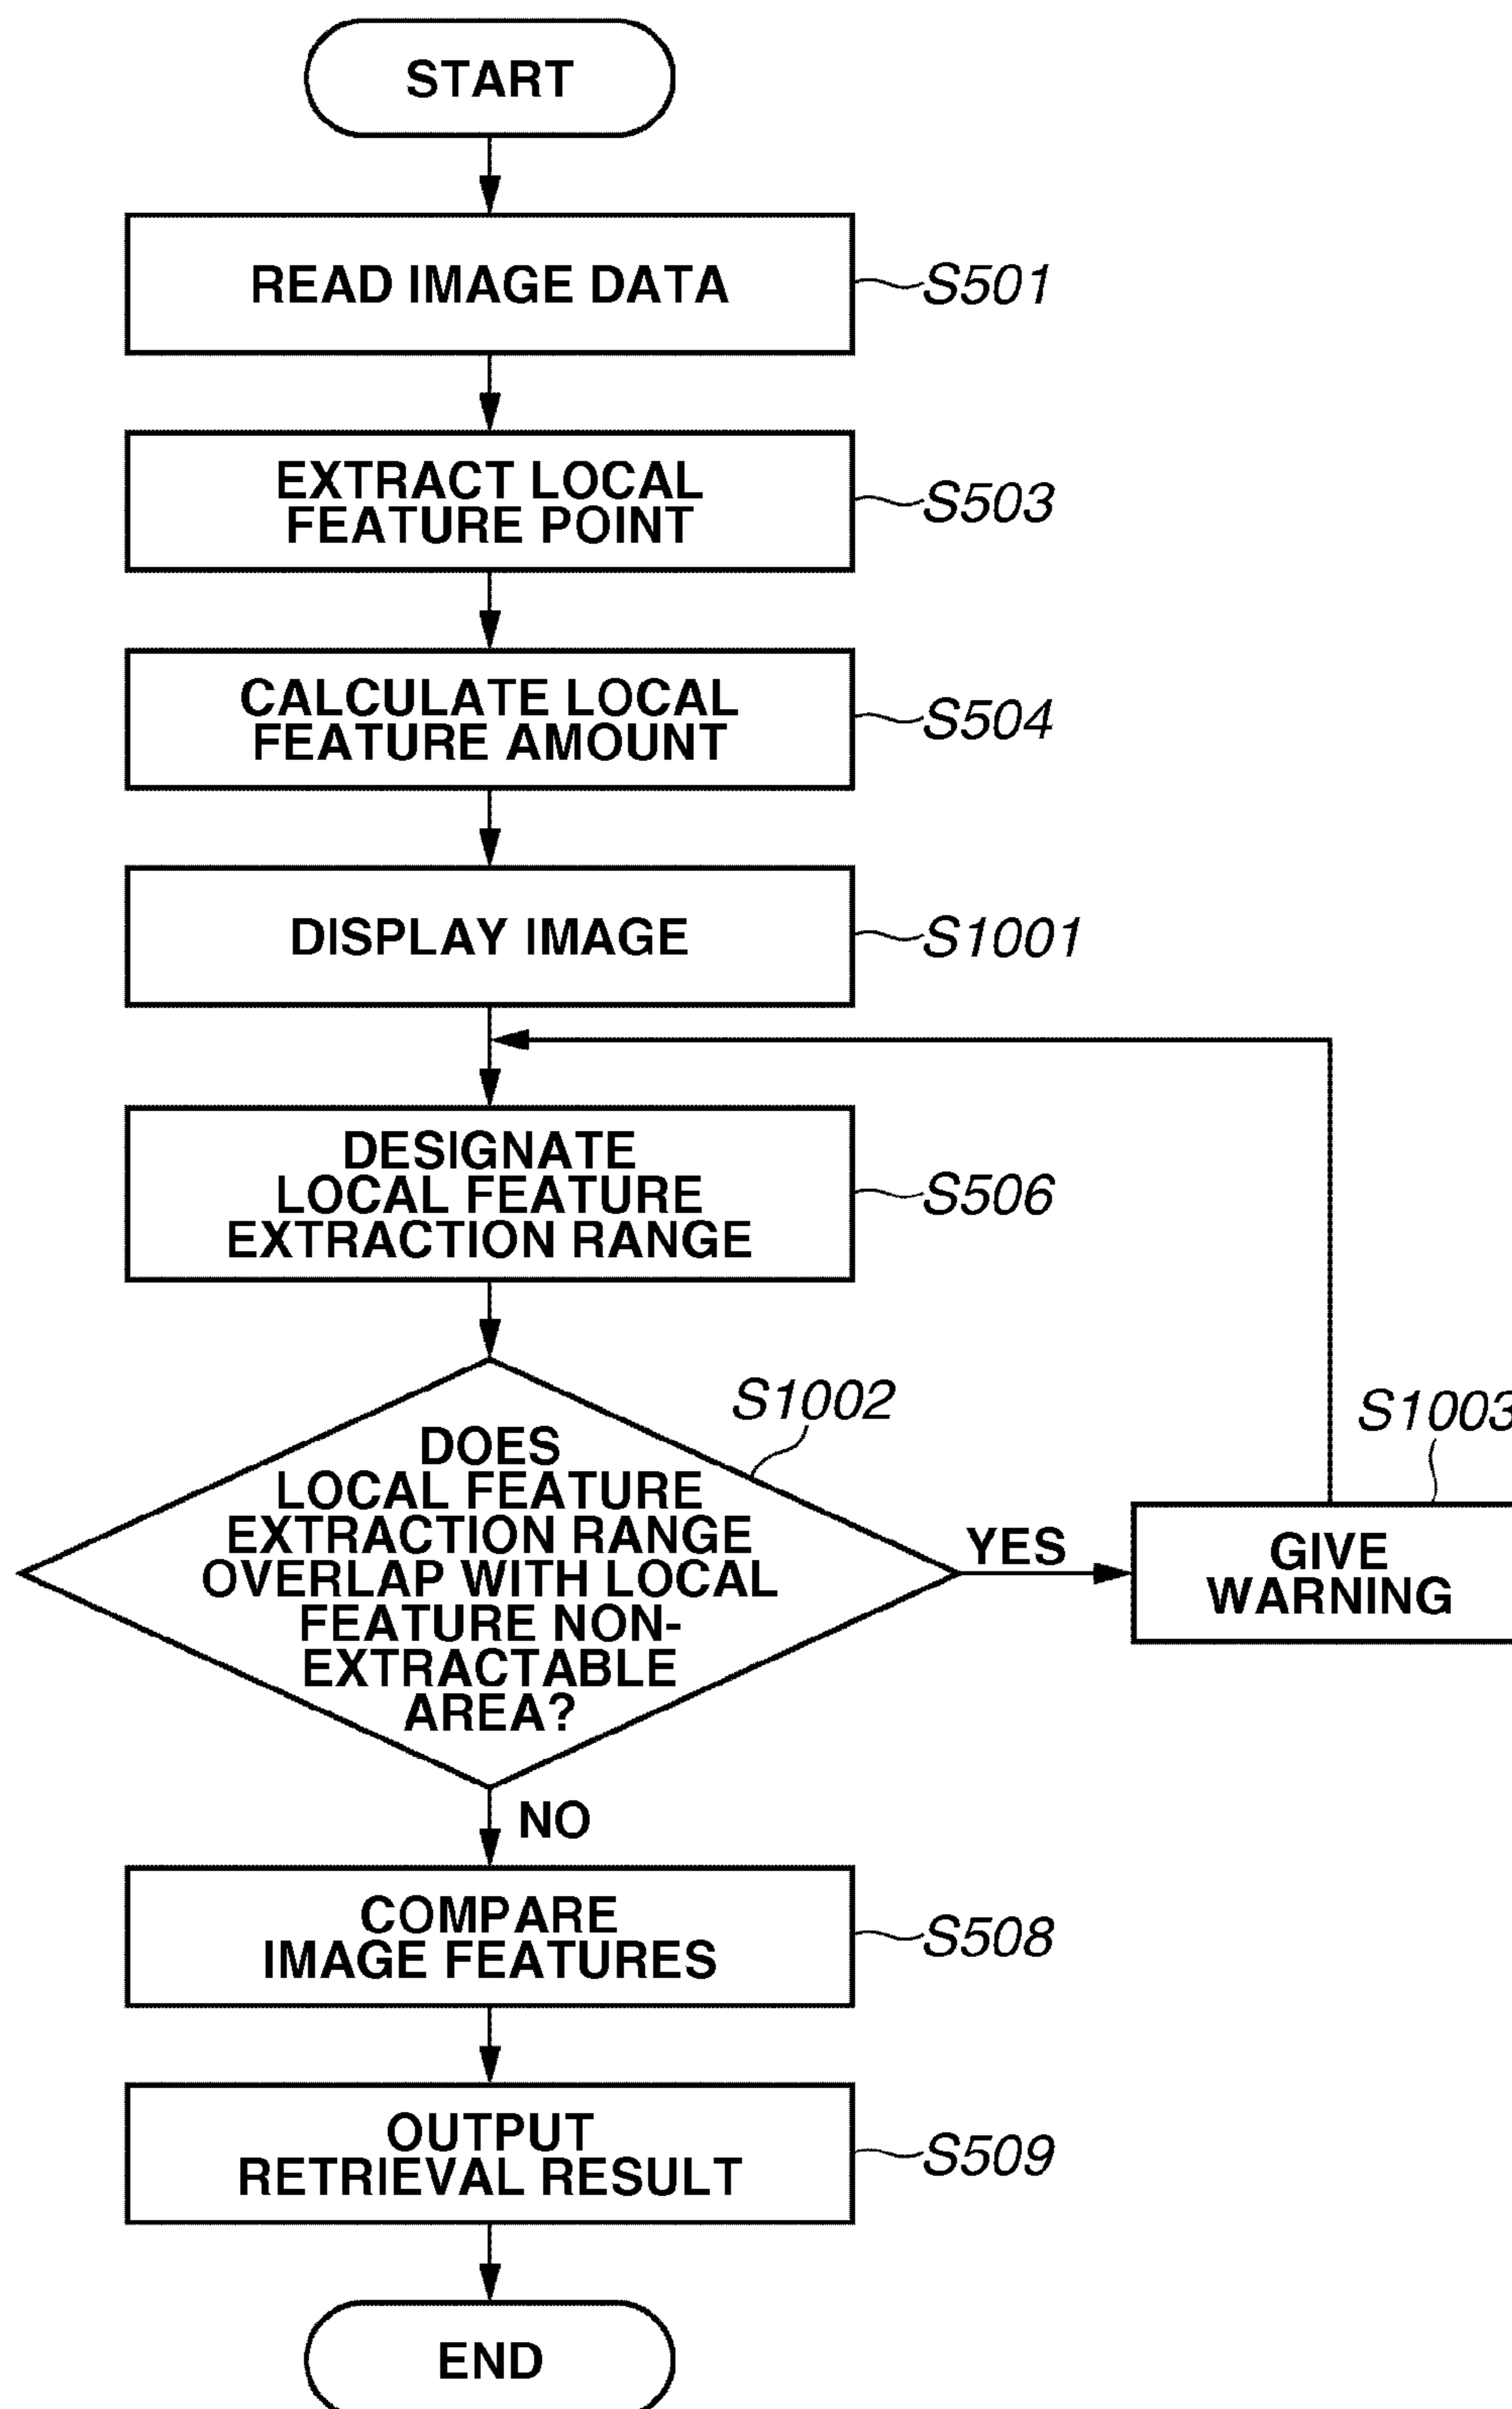 START
READ IMAGE DATA
S501
EXTRACT LOCAL
FEATURE POINT
S503
CALCULATE LOCAL
FEATURE AMOUNT
S504
DISPLAY IMAGE
S1001
DESIGNATE
LOCAL FEATURE
EXTRACTION RANGE
S506
S1002
DOES
LOCAL FEATURE
EXTRACTION RANGE
OVERLAP WITH LOCAL
FEATURE NON-
EXTRACTABLE
AREA?
YES
S1003
GIVE
WARNING
NO
COMPARE
IMAGE FEATURES
S508
OUTPUT
RETRIEVAL RESULT
S509
END